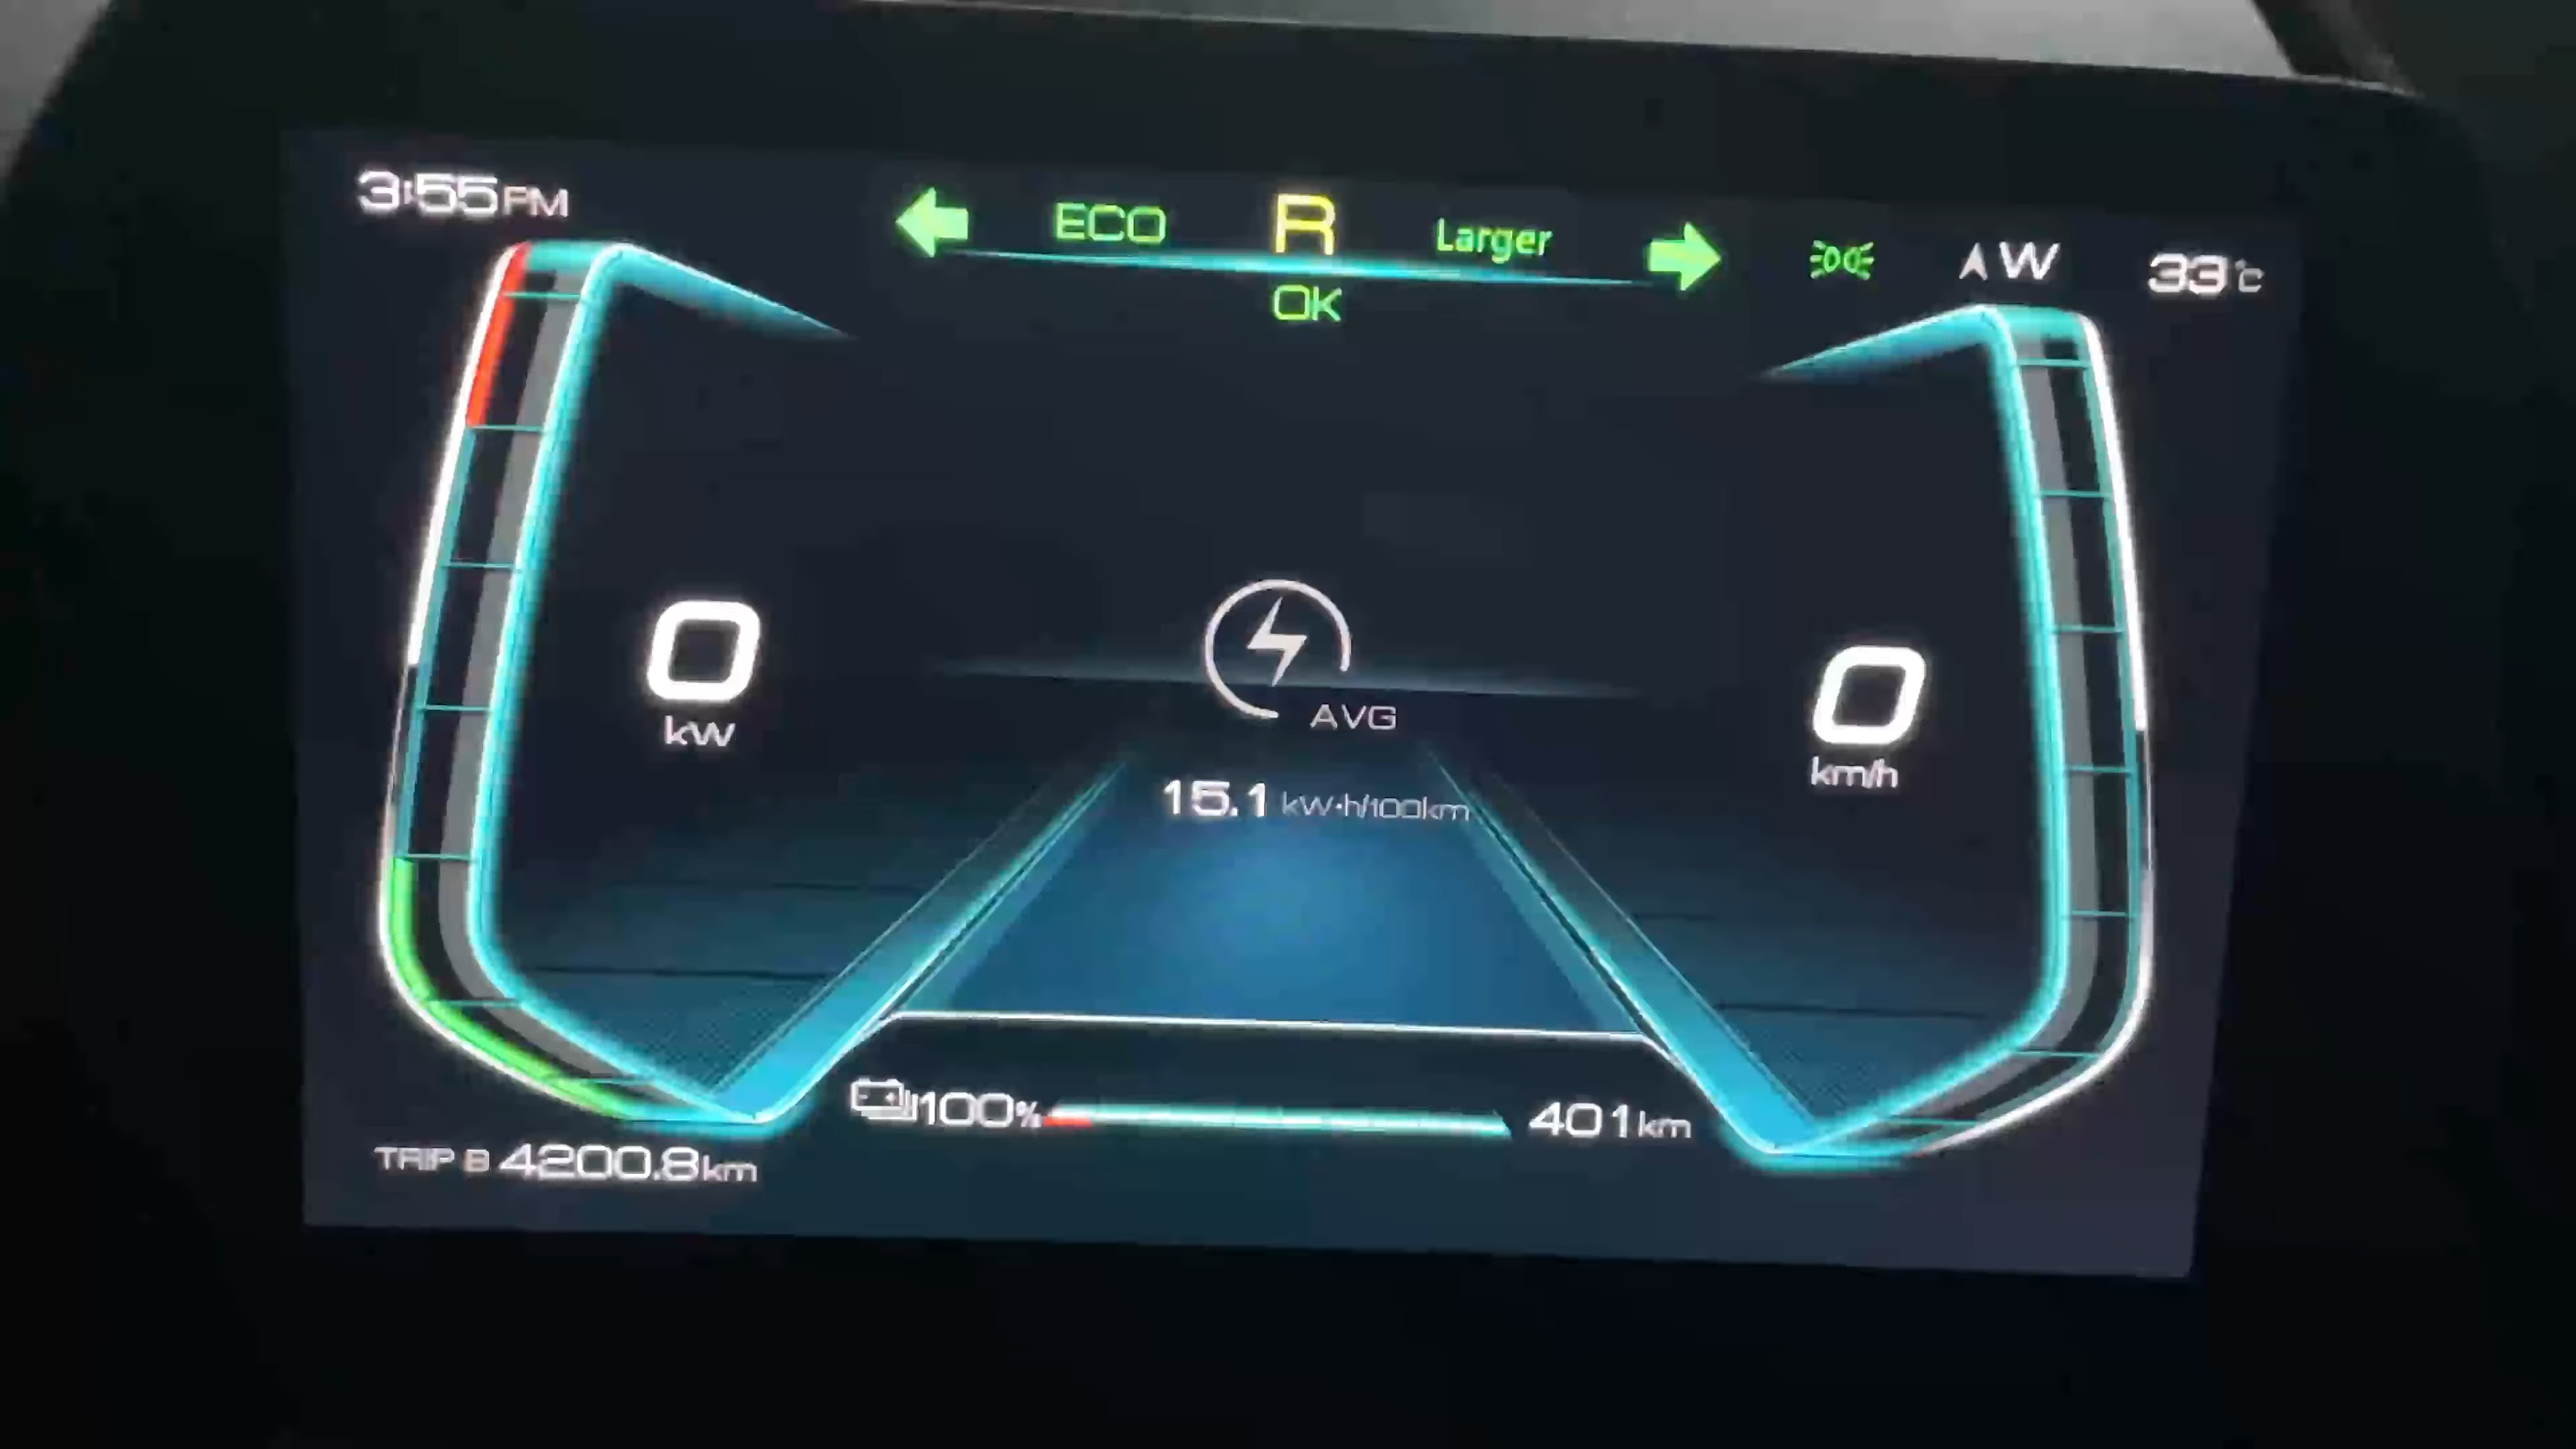 3:55PM
ECO R Larger
OK
W 33°C
0
kW
AVG
15.1 kW·h/100km
0
km/h
100% 401km
TRIP B 4200.8km